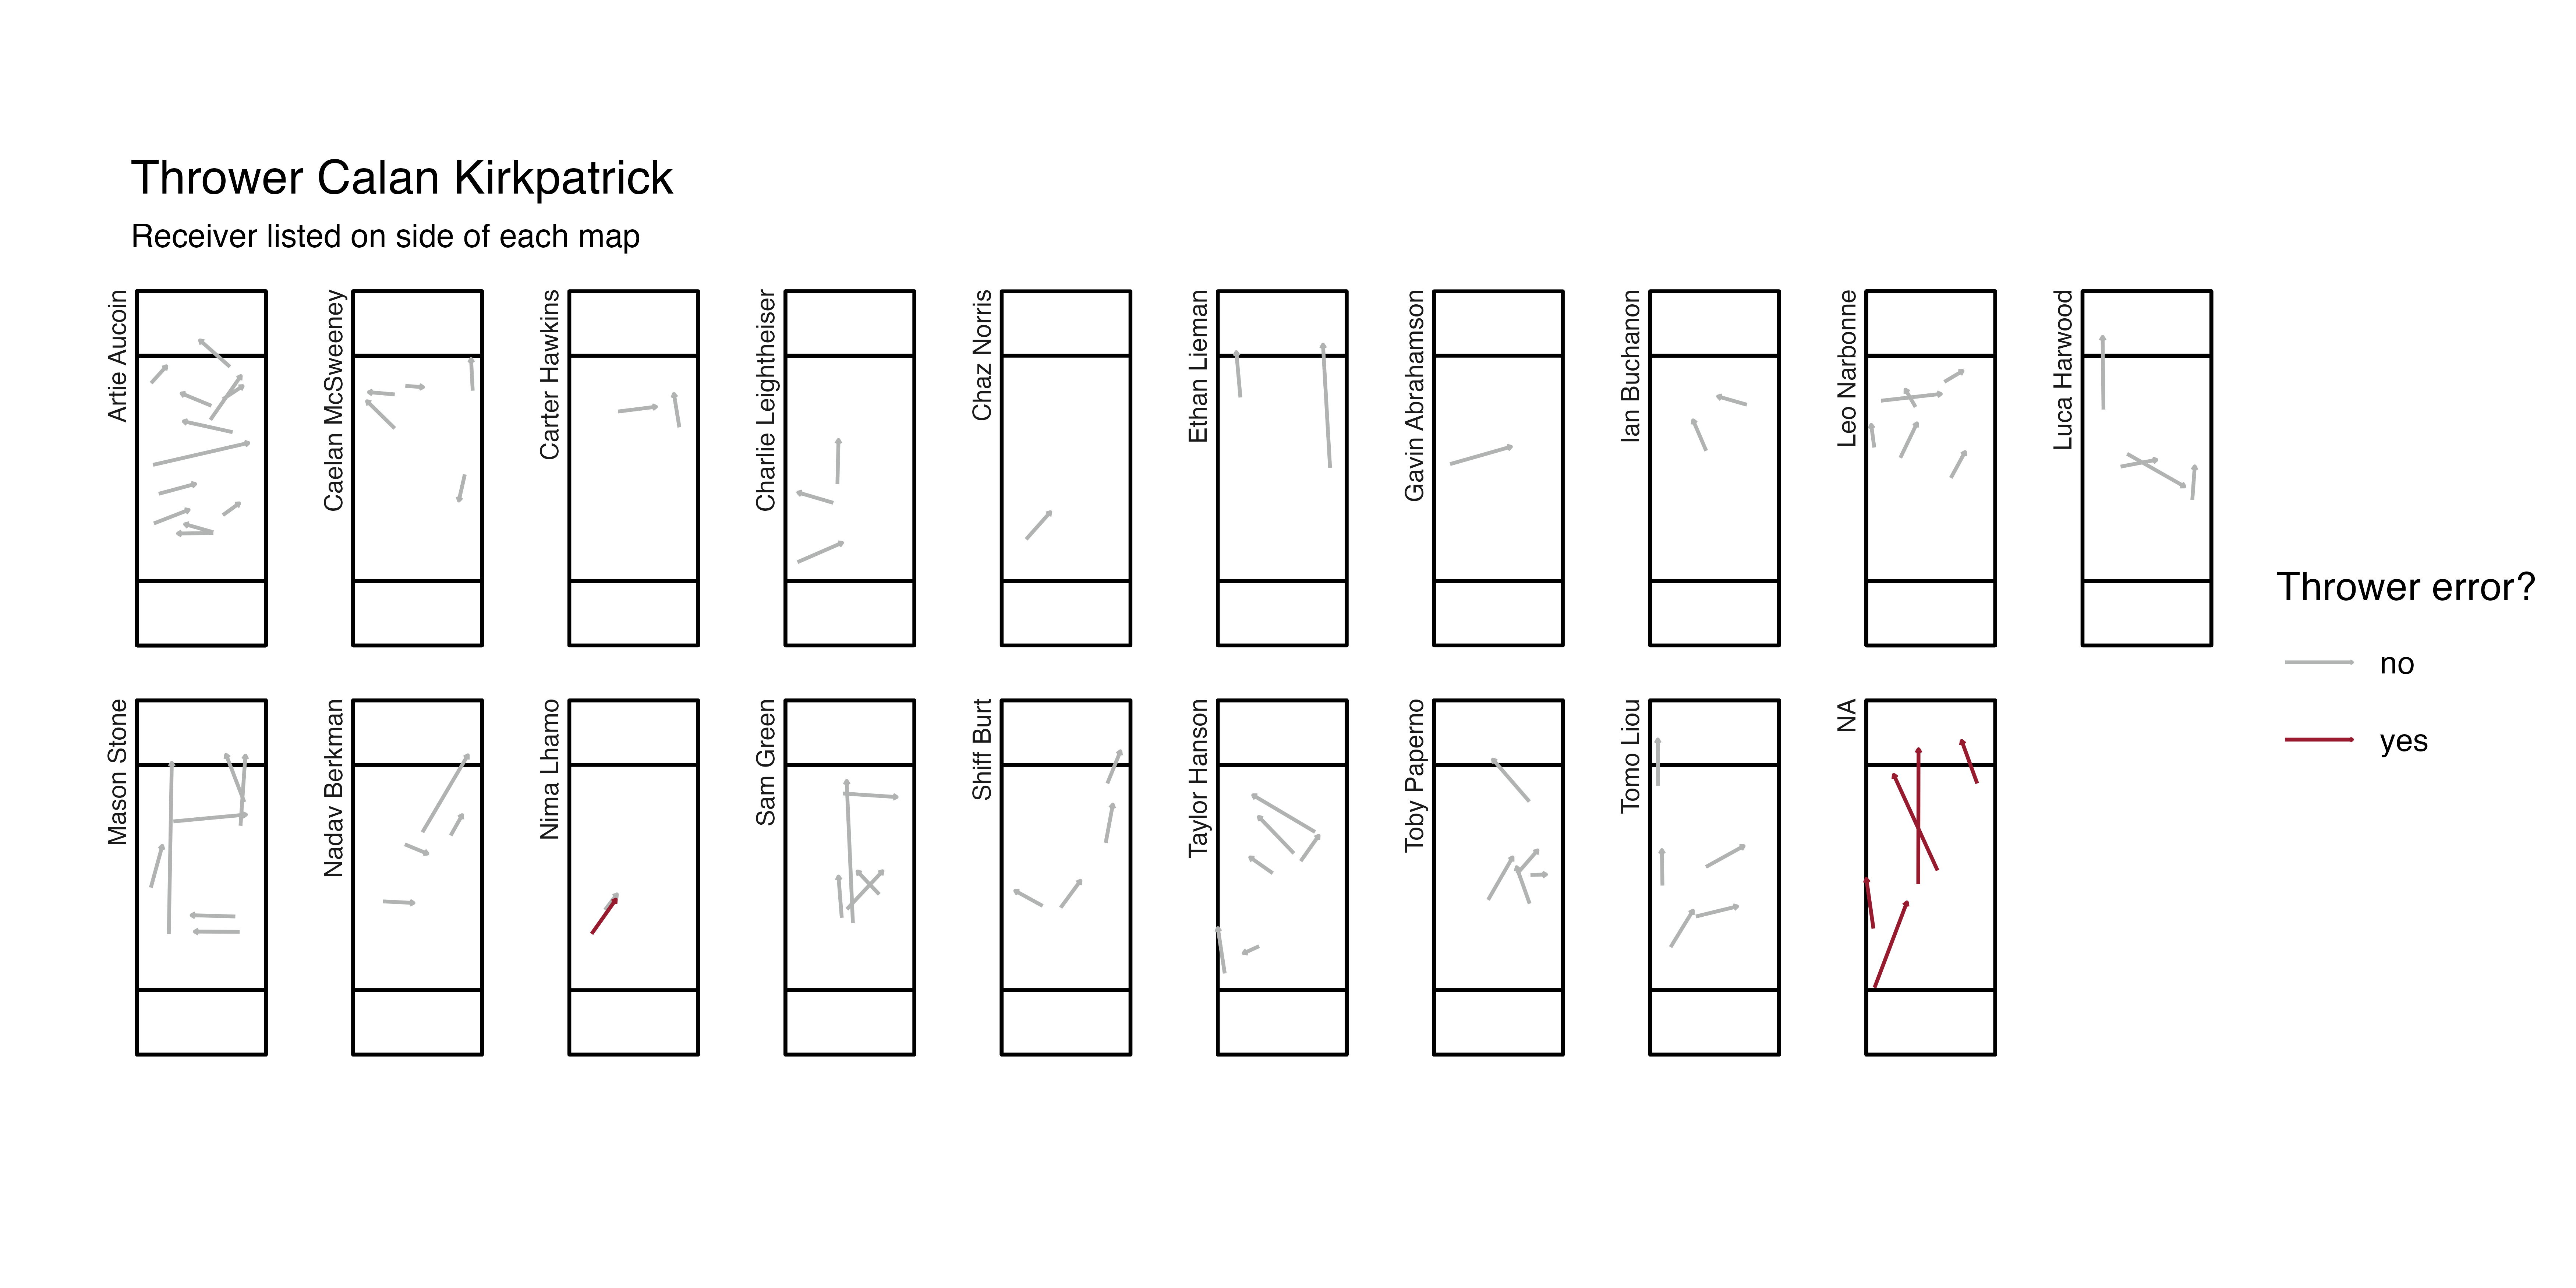 Thrower Calan Kirkpatrick
Receiver listed on side of each map
Artie Aucoin
Caelan McSweeney
Carter Hawkins
Charlie Leightheiser
Chaz Norris
Ethan Lieman
Gavin Abrahamson
Ian Buchanon
Leo Narbonne
Luca Harwood
Mason Stone
Nadav Berkman
Nima Lhamo
Sam Green
Shiff Burt
Taylor Hanson
Toby Paperno
Tomo Liou
NA
Thrower error?
no
yes